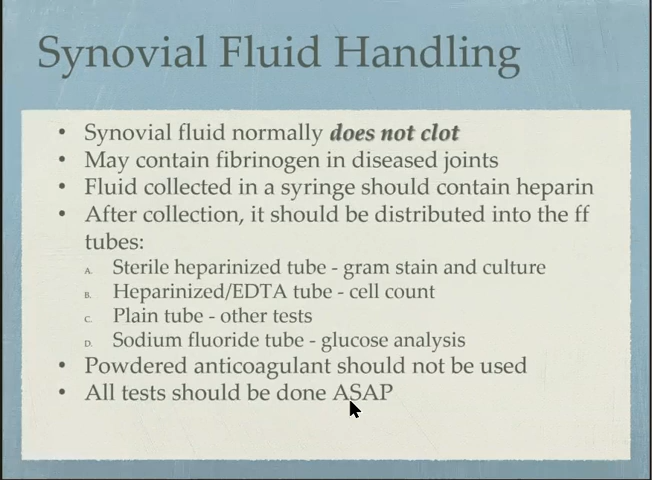 Synovial Fluid Handling
• Synovial fluid normally does not clot
• May contain fibrinogen in diseased joints
• Fluid collected in a syringe should contain heparin
• After collection, it should be distributed into the ff
tubes:
A. Sterile heparinized tube - gram stain and culture
B. Heparinized/EDTA tube - cell count
C. Plain tube - other tests
D. Sodium fluoride tube - glucose analysis
• Powdered anticoagulant should not be used
• All tests should be done ASAP